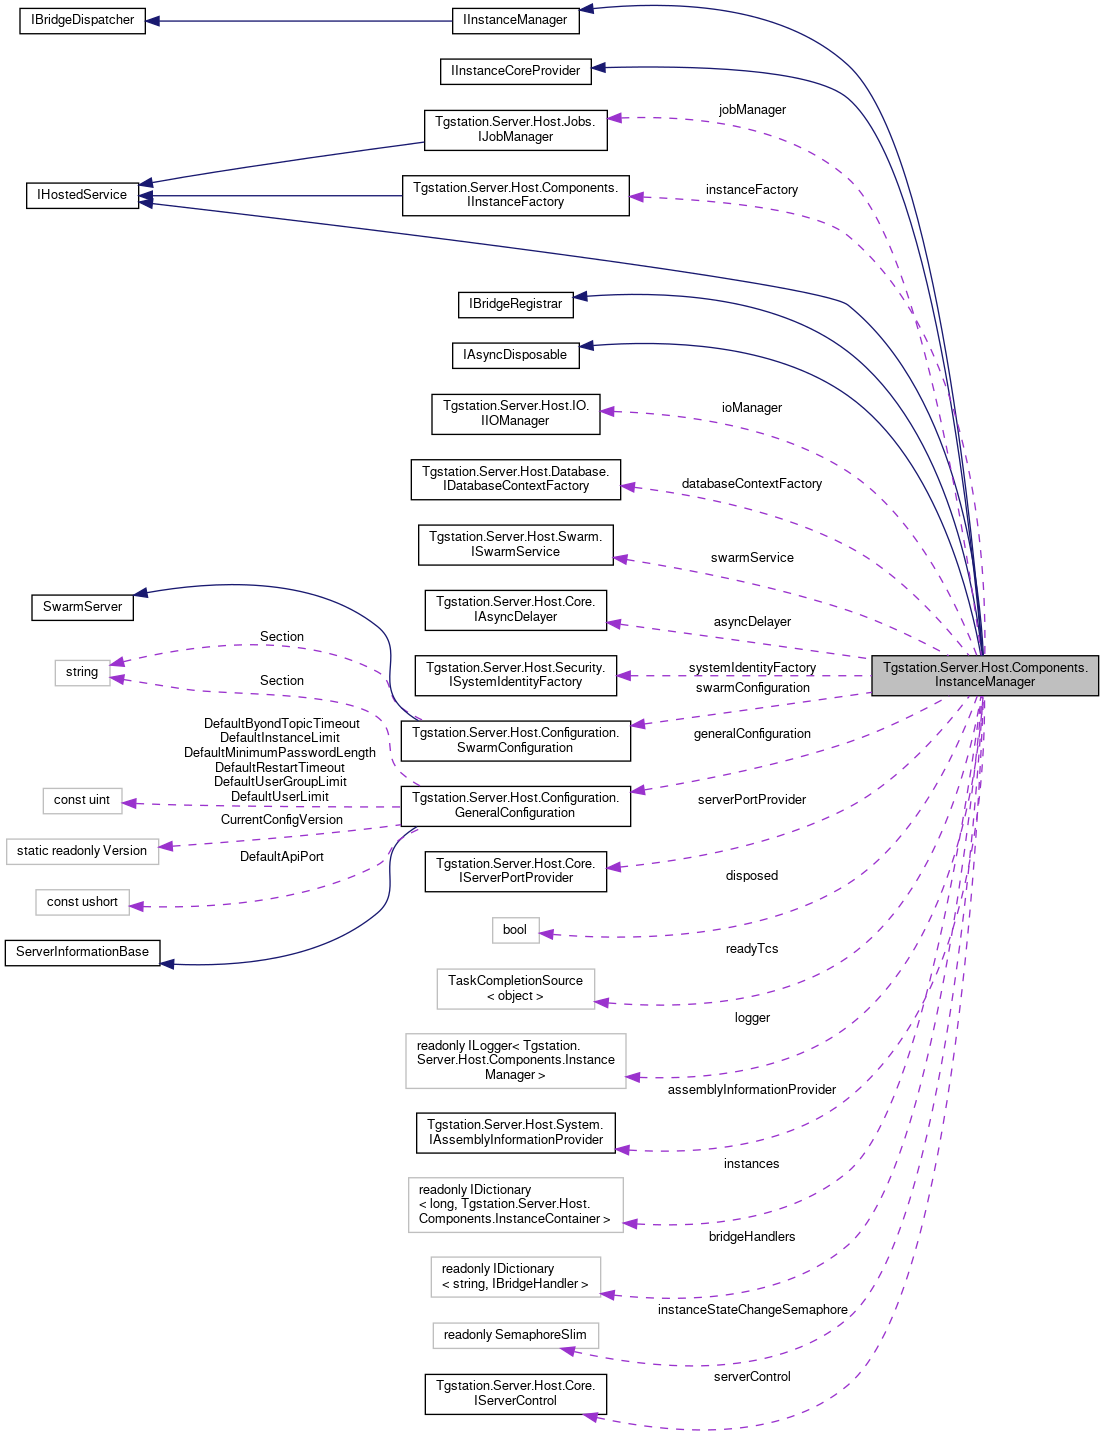 IBridgeDispatcher
IInstanceManager
IInstanceCoreProvider
Tgstation.Server.Host.Jobs.
IJobManager
jobManager
IHostedService
Tgstation.Server.Host.Components.
IInstanceFactory
instanceFactory
IBridgeRegistrar
IAsyncDisposable
Tgstation.Server.Host.IO.
IIOManager
ioManager
Tgstation.Server.Host.Database.
IDatabaseContextFactory
databaseContextFactory
Tgstation.Server.Host.Swarm.
ISwarmService
swarmService
SwarmServer
Tgstation.Server.Host.Core.
IAsyncDelayer
asyncDelayer
Section
string
Tgstation.Server.Host.Security.
ISystemIdentityFactory
systemIdentityFactory
Tgstation.Server.Host.Components.
InstanceManager
Section
swarmConfiguration
Tgstation.Server.Host.Configuration.
SwarmConfiguration
generalConfiguration
DefaultByondTopicTimeout
DefaultInstanceLimit
DefaultMinimumPasswordLength
DefaultRestartTimeout
DefaultUserGroupLimit
DefaultUserLimit
const uint
Tgstation.Server.Host.Configuration.
GeneralConfiguration
serverPortProvider
CurrentConfigVersion
static readonly Version
DefaultApiPort
Tgstation.Server.Host.Core.
IServerPortProvider
disposed
const ushort
bool
ServerInformationBase
readyTcs
TaskCompletionSource
< object >
logger
readonly ILogger< Tgstation.
Server.Host.Components.Instance
Manager >
assemblyInformationProvider
Tgstation.Server.Host.System.
IAssemblyInformationProvider
instances
readonly IDictionary
< long, Tgstation.Server.Host.
Components.InstanceContainer >
bridgeHandlers
readonly IDictionary
< string, IBridgeHandler >
instanceStateChangeSemaphore
readonly SemaphoreSlim
serverControl
Tgstation.Server.Host.Core.
IServerControl